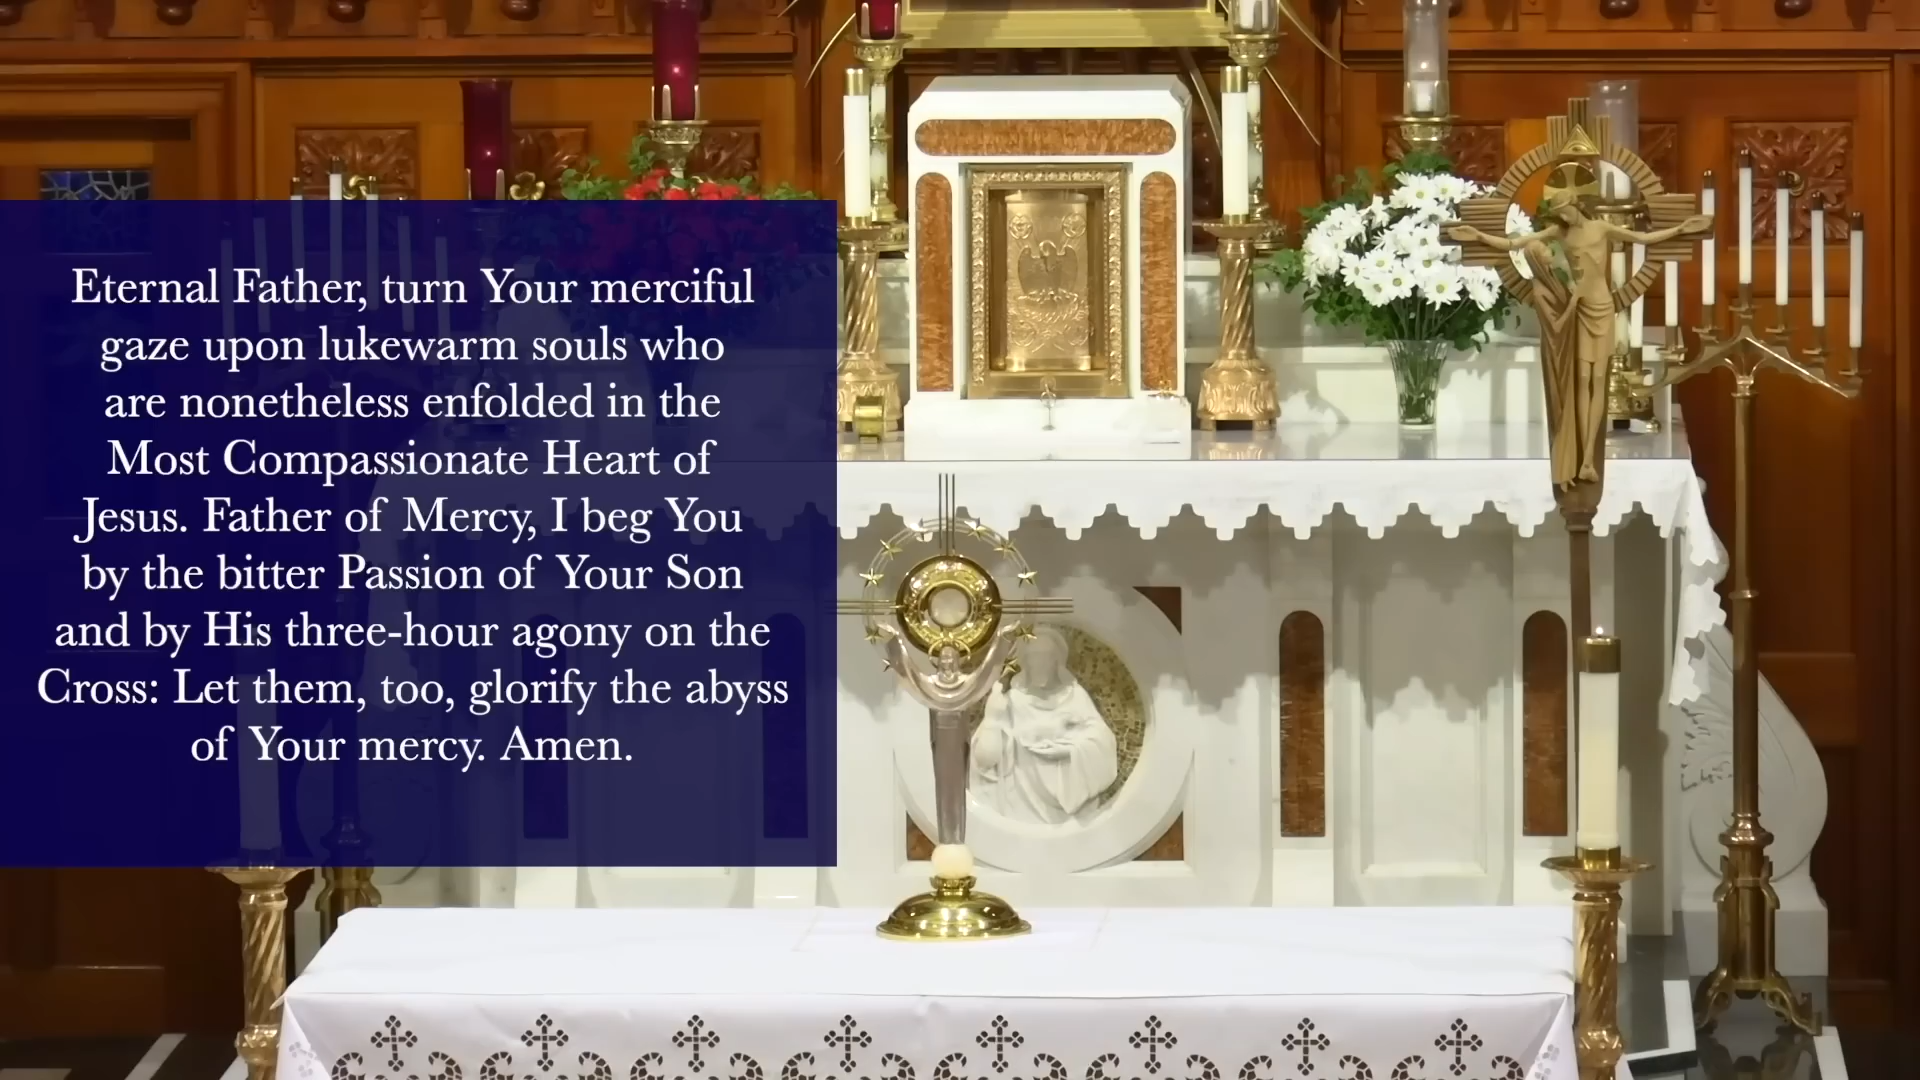 Eternal Father, turn Your merciful
gaze upon lukewarm souls who
are nonetheless enfolded in the
Most Compassionate Heart of
Jesus. Father of Mercy, I beg You
by the bitter Passion of Your Son
and by His three-hour agony on the
Cross: Let them, too, glorify the abyss
of Your mercy. Amen.